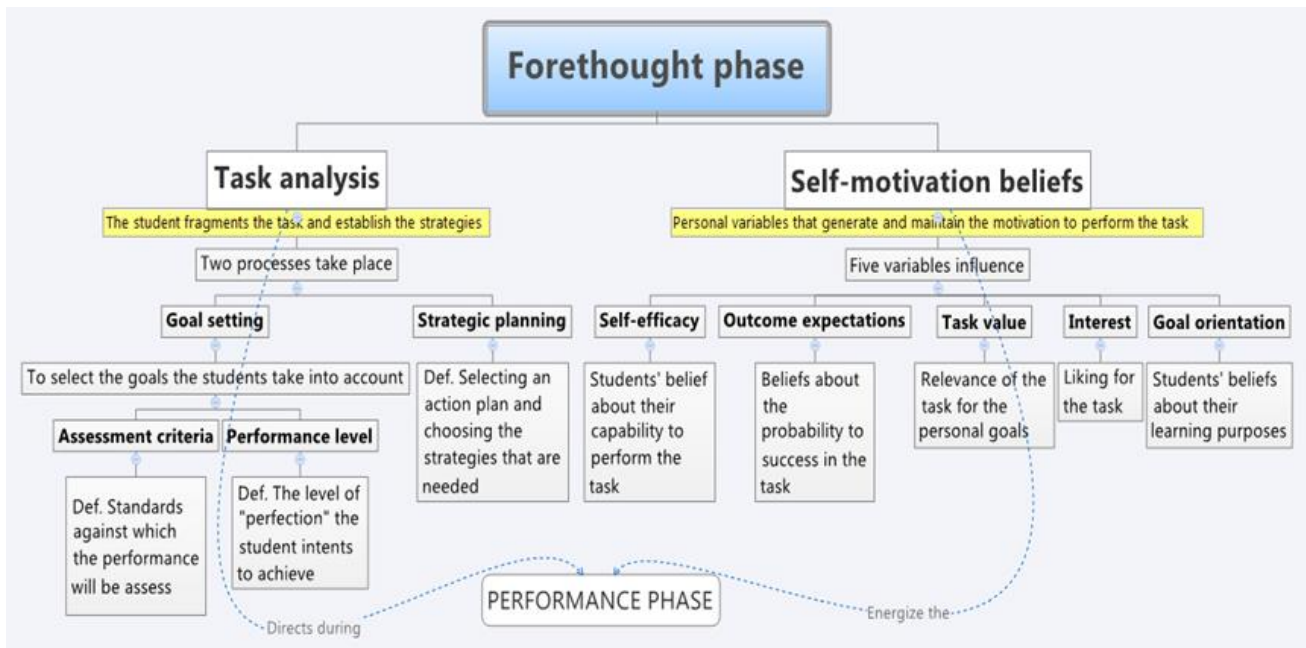 Forethought phase
Task analysis
The student fragments the task and establish the strategies
Two processes take place
Goal setting
Strategic planning
To select the goals the students take into account
Def. Selecting an
action plan and
choosing the
strategies that are
needed
Assessment criteria
Performance level
Def. Standards
against which
the performance
will be assess
Def. The level of
"perfection" the
student intents
to achieve
Self-motivation beliefs
Personal variables that generate and maintain the motivation to perform the task
Five variables influence
Self-efficacy
Outcome expectations
Task value
Interest
Goal orientation
Students' belief
about their
capability to
perform the
task
Beliefs about
the
probability to
success in the
task
Relevance of the
task for the
personal goals
Liking for
the task
Students' beliefs
about their
learning purposes
PERFORMANCE PHASE
Directs during
Energize the